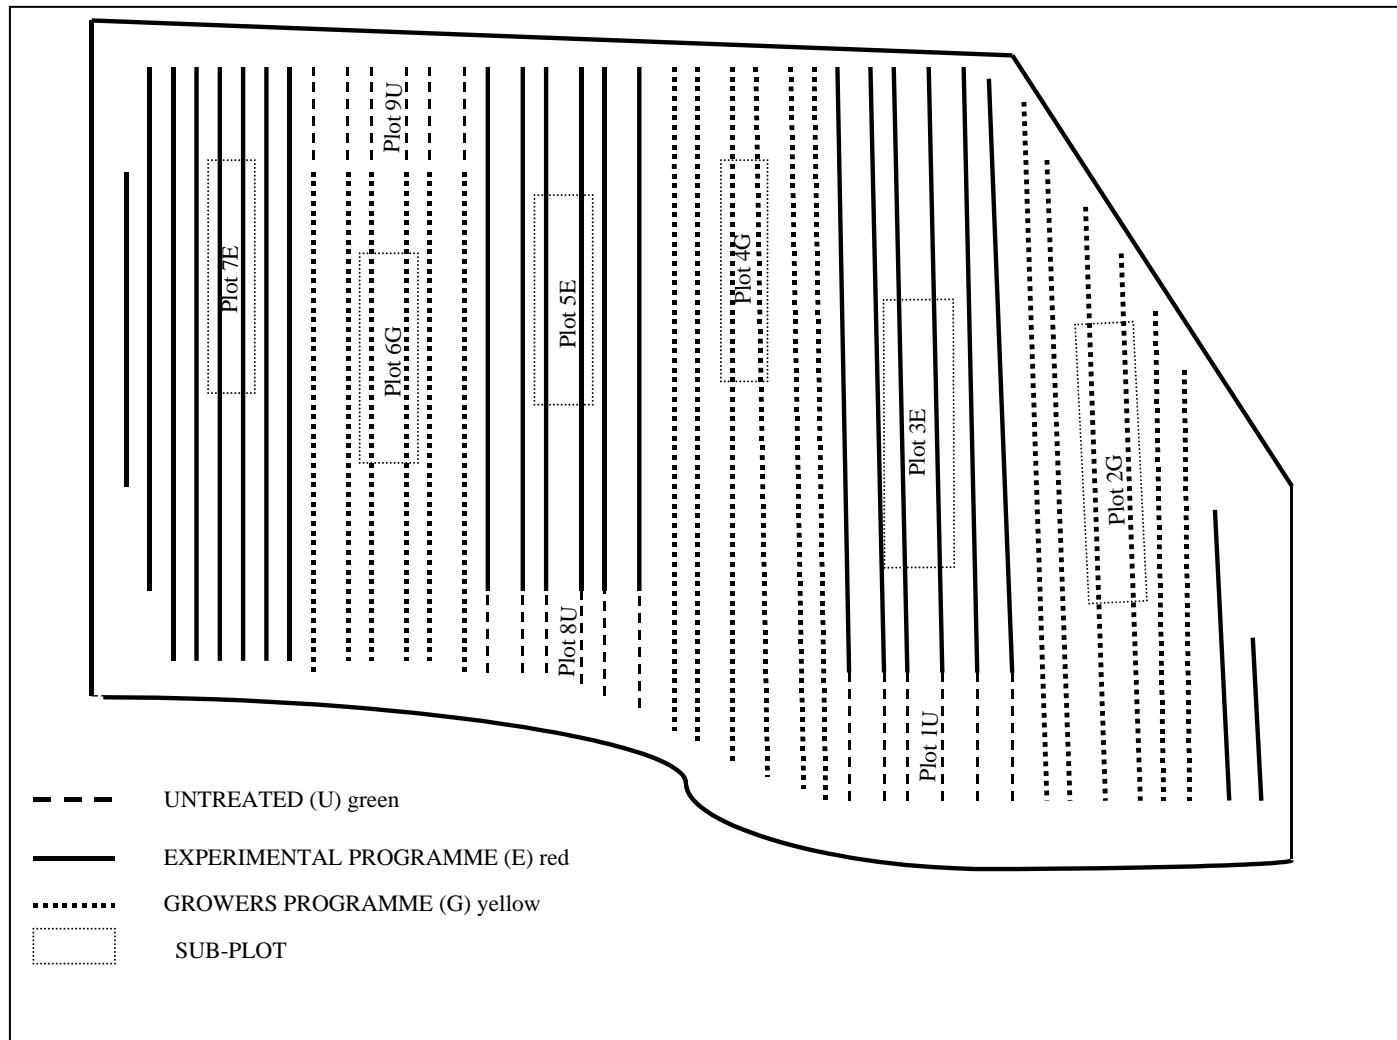 Plot 9U
Plot 7E
Plot 6G
Plot 5E
Plot 4G
Plot 3E
Plot 2G
Plot 8U
Plot 1U
UNTREATED (U) green
EXPERIMENTAL PROGRAMME (E) red
GROWERS PROGRAMME (G) yellow
SUB-PLOT